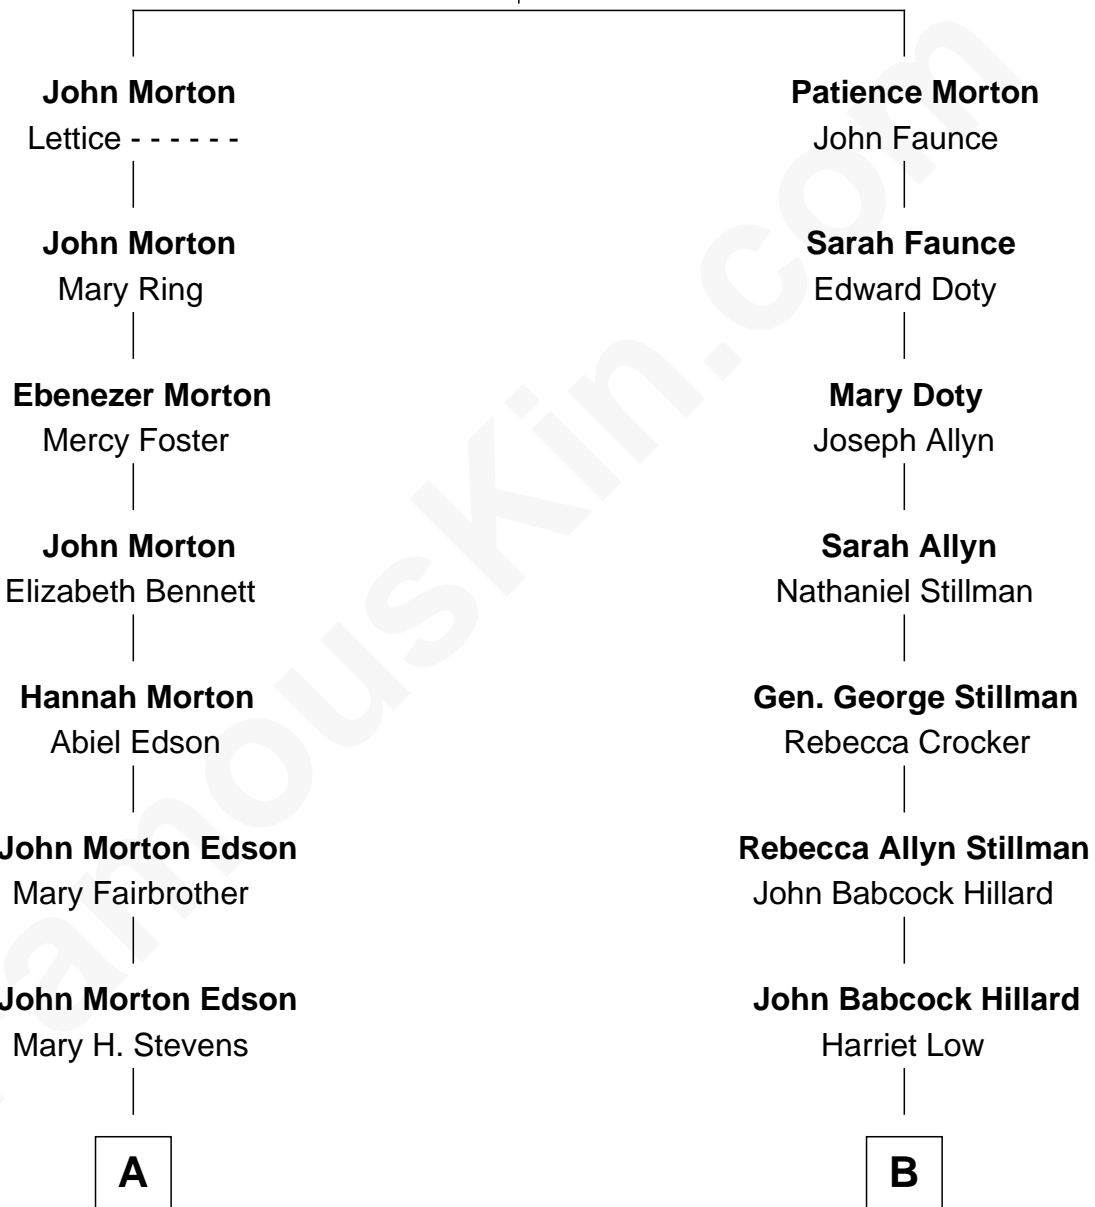 John Morton
Lettice - - - - - -
John Morton
Mary Ring
Ebenezer Morton
Mercy Foster
John Morton
Elizabeth Bennett
Hannah Morton
Abiel Edson
John Morton Edson
Mary Fairbrother
John Morton Edson
Mary H. Stevens
A
Patience Morton
John Faunce
Sarah Faunce
Edward Doty
Mary Doty
Joseph Allyn
Sarah Allyn
Nathaniel Stillman
Gen. George Stillman
Rebecca Crocker
Rebecca Allyn Stillman
John Babcock Hillard
John Babcock Hillard
Harriet Low
B
FamousKin.com